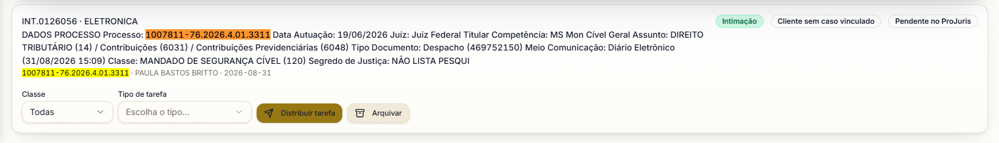 INT.0126056 · ELETRONICA
Intimação
Cliente sem caso vinculado
Pendente no ProJuris
DADOS PROCESSO Processo: 1007811-76.2026.4.01.3311 Data Autuação: 19/06/2026 Juíz: Juiz Federal Titular Competência: MS Mon Cível Geral Assunto: DIREITO
TRIBUTÁRIO (14) / Contribuições (6031) / Contribuições Previdenciárias (6048) Tipo Documento: Despacho (469752150) Meio Comunicação: Diário Eletrônico
(31/08/2026 15:09) Classe: MANDADO DE SEGURANÇA CÍVEL (120) Segredo de Justiça: NÃO LISTA PESQUI
1007811-76.2026.4.01.3311 · PAULA BASTOS BRITTO · 2026-08-31
Classe
Tipo de tarefa
Todas
Escolha o tipo...
Distribuir tarefa
Arquivar